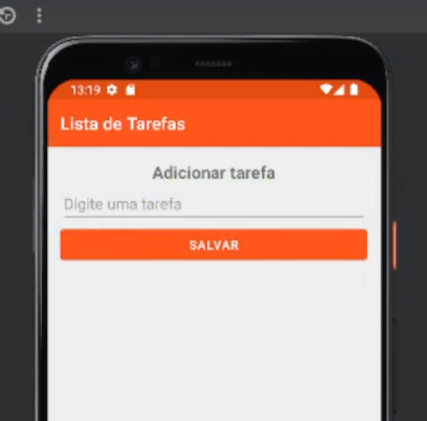 13:19
Lista de Tarefas
Adicionar tarefa
Digite uma tarefa
SALVAR